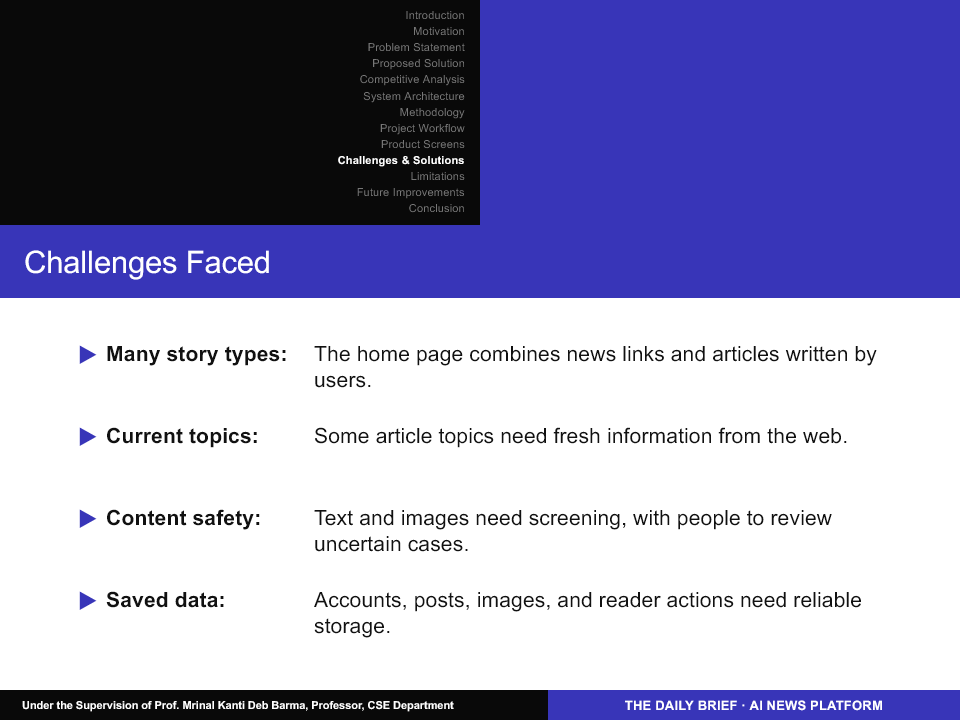 Introduction
Motivation
Problem Statement
Proposed Solution
Competitive Analysis
System Architecture
Methodology
Project Workflow
Product Screens
Challenges & Solutions
Limitations
Future Improvements
Conclusion
Challenges Faced
Many story types: The home page combines news links and articles written by
users.
Current topics: Some article topics need fresh information from the web.
Content safety: Text and images need screening, with people to review
uncertain cases.
Saved data: Accounts, posts, images, and reader actions need reliable
storage.
Under the Supervision of Prof. Mrinal Kanti Deb Barma, Professor, CSE Department
THE DAILY BRIEF · AI NEWS PLATFORM